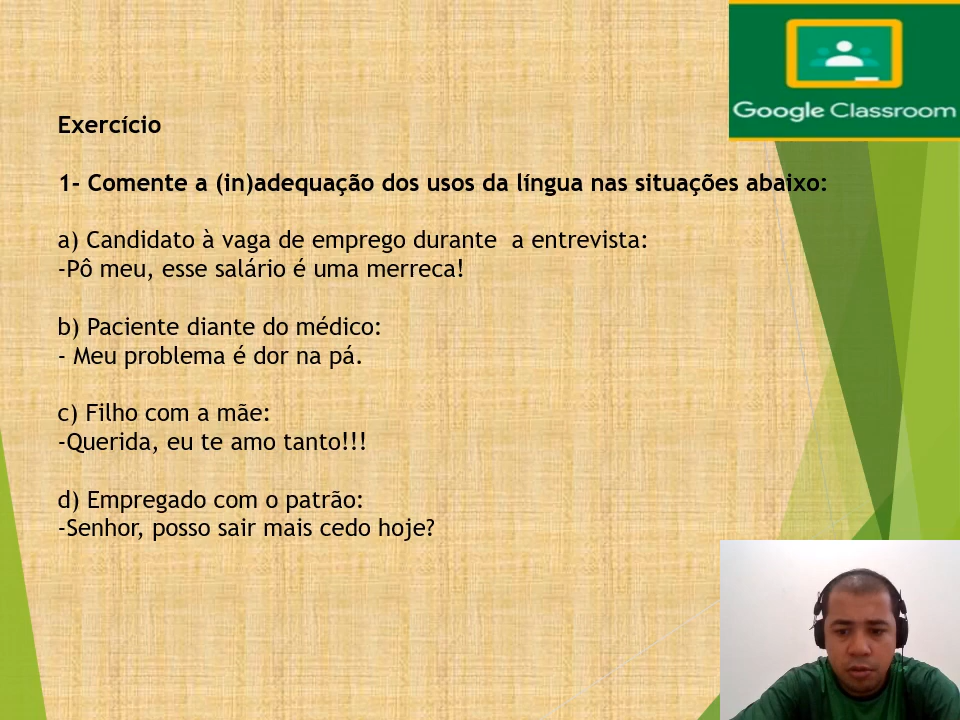 Google Classroom
Exercício
1- Comente a (in)adequação dos usos da língua nas situações abaixo:
a) Candidato à vaga de emprego durante  a entrevista:
-Pô meu, esse salário é uma merreca!
b) Paciente diante do médico:
- Meu problema é dor na pá.
c) Filho com a mãe:
-Querida, eu te amo tanto!!!
d) Empregado com o patrão:
-Senhor, posso sair mais cedo hoje?